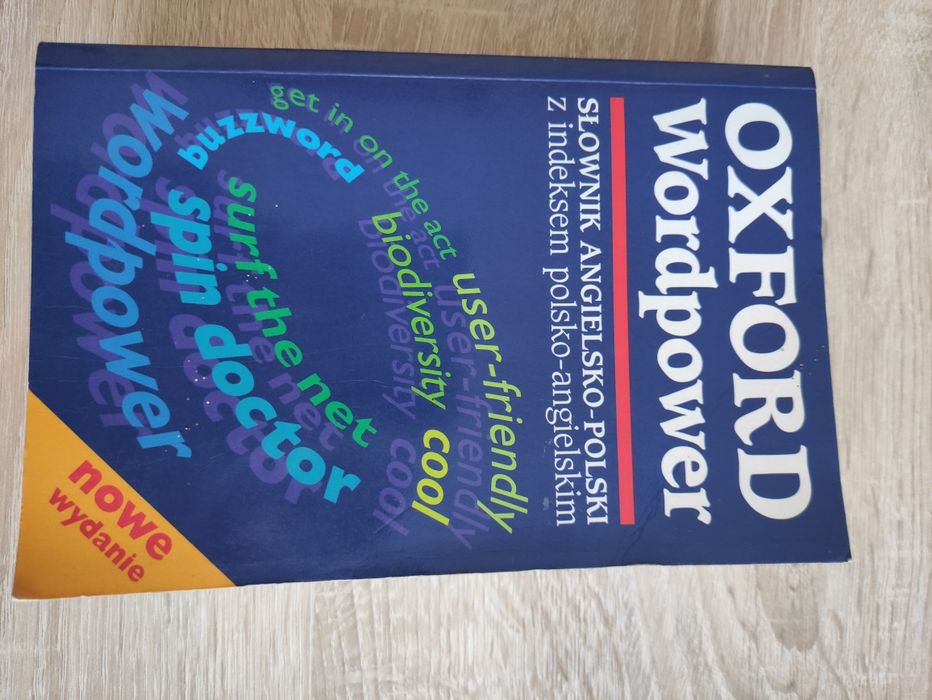 OXFORD
Wordpower
SŁOWNIK ANGIELSKO-POLSKI
z indeksem polsko-angielskim
user-friendly
biodiversity cool
get in on the act
buzzword
surf the net
spin doctor
wordpower
nowe
wydanie